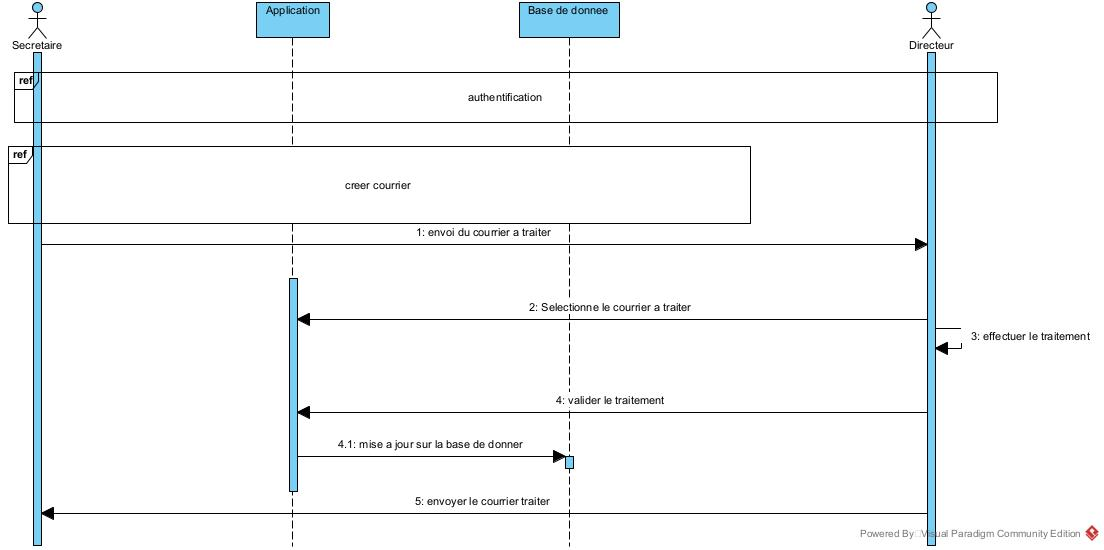 Application
Base de donnee
Secretaire
Directeur
ref
authentification
ref
creer courrier
1: envoi du courrier a traiter
2: Selectionne le courrier a traiter
3: effectuer le traitement
4: valider le traitement
4.1: mise a jour sur la base de donner
5: envoyer le courrier traiter
Powered By Visual Paradigm Community Edition